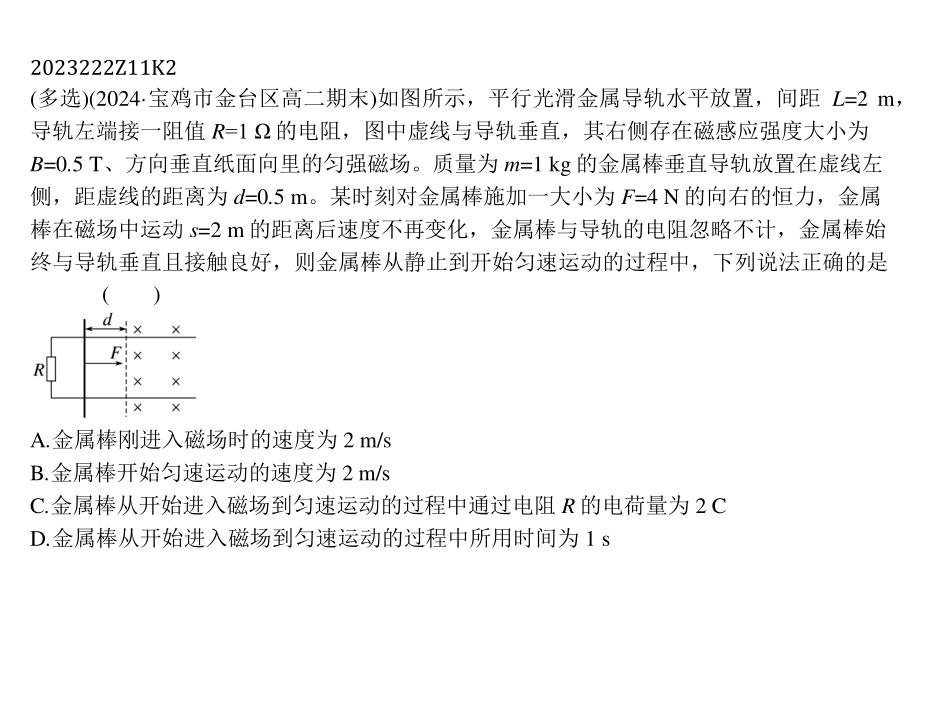 2023222Z11K2
(多选)(2024·宝鸡市金台区高二期末)如图所示，平行光滑金属导轨水平放置，间距 L=2 m，
导轨左端接一阻值 R=1 Ω 的电阻，图中虚线与导轨垂直，其右侧存在磁感应强度大小为
B=0.5 T、方向垂直纸面向里的匀强磁场。质量为 m=1 kg 的金属棒垂直导轨放置在虚线左
侧，距虚线的距离为 d=0.5 m。某时刻对金属棒施加一大小为 F=4 N 的向右的恒力，金属
棒在磁场中运动 s=2 m 的距离后速度不再变化，金属棒与导轨的电阻忽略不计，金属棒始
终与导轨垂直且接触良好，则金属棒从静止到开始匀速运动的过程中，下列说法正确的是
(　　)
d
F
R
A.金属棒刚进入磁场时的速度为 2 m/s
B.金属棒开始匀速运动的速度为 2 m/s
C.金属棒从开始进入磁场到匀速运动的过程中通过电阻 R 的电荷量为 2 C
D.金属棒从开始进入磁场到匀速运动的过程中所用时间为 1 s